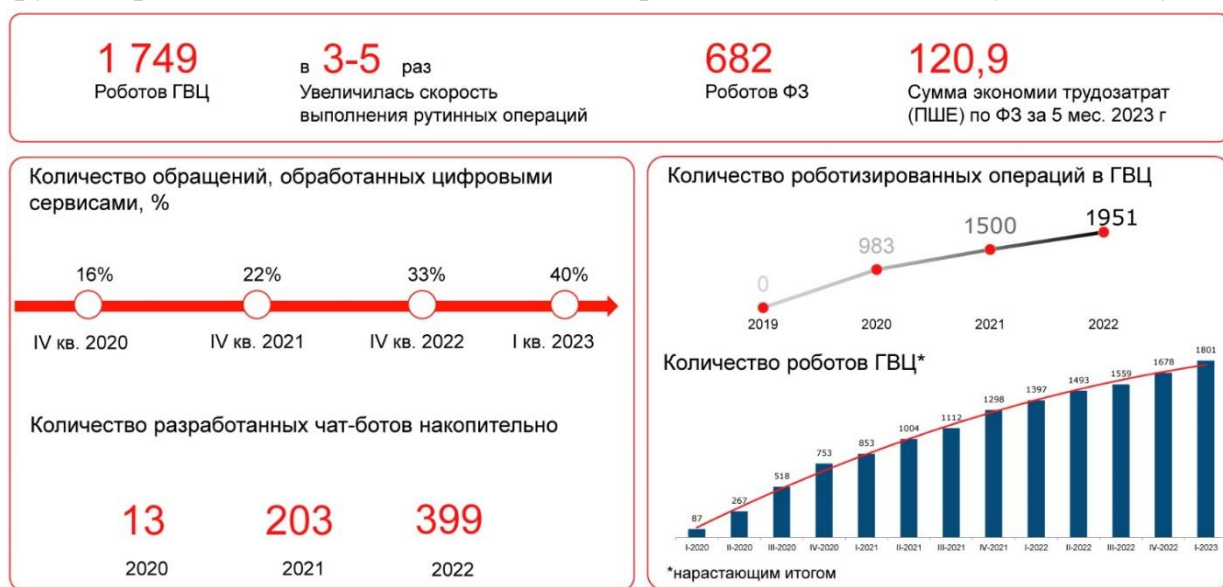 1 749
Роботов ГВЦ
в 3-5 раз
Увеличилась скорость
выполнения рутинных операций
682
Роботов ФЗ
120,9
Сумма экономии трудозатрат
(ПШЕ) по ФЗ за 5 мес. 2023 г
Количество обращений, обработанных цифровыми
сервисами, %
16% 22% 33% 40%
IV кв. 2020 IV кв. 2021 IV кв. 2022 I кв. 2023
Количество разработанных чат-ботов накопительно
13 203 399
2020 2021 2022
Количество роботизированных операций в ГВЦ
0 983 1500 1951
2019 2020 2021 2022
Количество роботов ГВЦ*
87 267 518 753 853 1004 1112 1298 1397 1493 1559 1678 1801
I-2020 II-2020 III-2020 IV-2020 I-2021 II-2021 III-2021 IV-2021 I-2022 II-2022 III-2022 IV-2022 I-2023
*нарастающим итогом